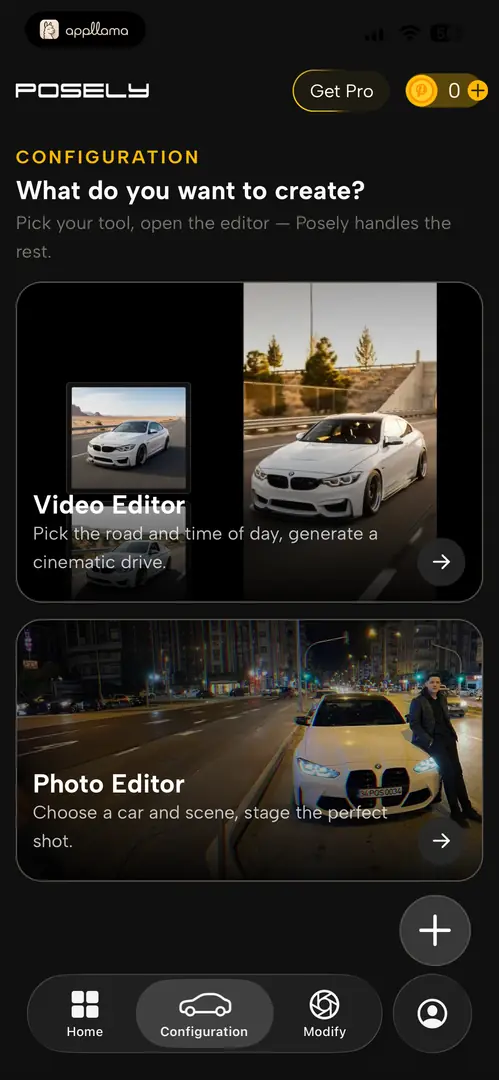 appllama
POSELY
Get Pro
0
CONFIGURATION
What do you want to create?
Pick your tool, open the editor — Posely handles the
rest.
Video Editor
Pick the road and time of day, generate a
cinematic drive.
Photo Editor
Choose a car and scene, stage the perfect
shot.
Home
Configuration
Modify